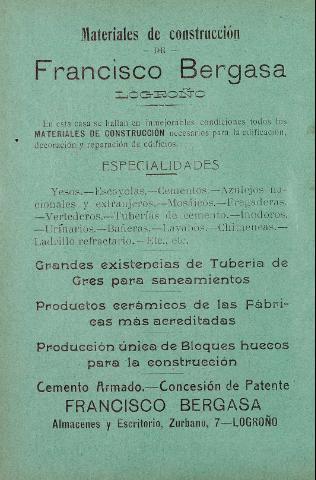 Materiales de construcción
— DE —
Francisco Bergasa
LOGROÑO
En esta casa se hallan en inmejorables condiciones todos los
MATERIALES DE CONSTRUCCIÓN necesarios para la edificación,
decoración y reparación de edificios.
ESPECIALIDADES
Yesos.—Escayolas.—Cementos.—Azulejos na-
cionales y extranjeros.—Mosáicos.—Fregaderas.
—Vertederos.—Tuberías de cemento.—Inodoros.
—Urinarios.—Bañeras.—Lavabos.—Chimeneas.—
Ladrillo refractario.—Etc., etc.
Grandes existencias de Tubería de
Gres para saneamientos
Productos cerámicos de las Fábri-
cas más acreditadas
Producción única de Bloques huecos
para la construcción
Cemento Armado.—Concesión de Patente
FRANCISCO BERGASA
Almacenes y Escritorio, Zurbano, 7—LOGROÑO